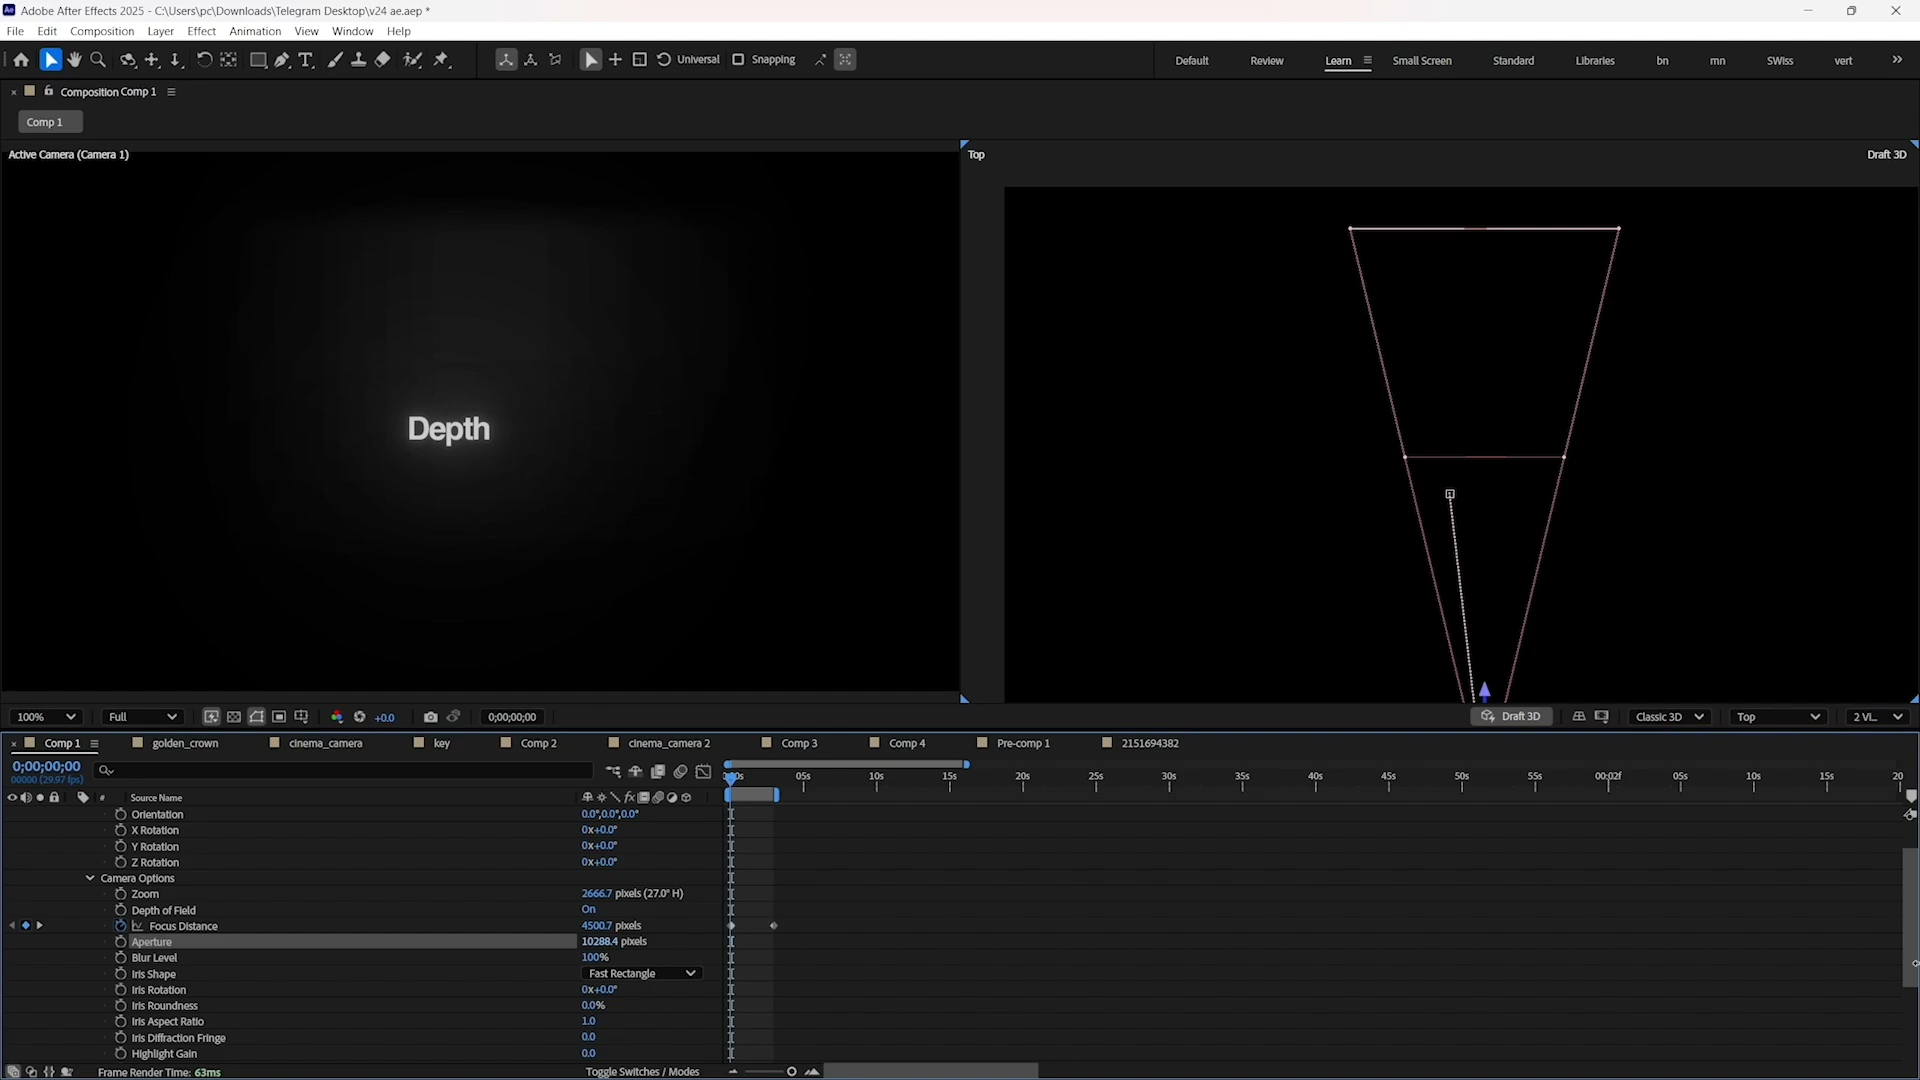 Adobe After Effects 2025 - C:\Users\pc\Downloads\Telegram Desktop\v24 ae.aep *
File Edit Composition Layer Effect Animation View Window Help
Universal Snapping Default Review Learn Small Screen Standard Libraries bn mn SWiss vert
Composition Comp 1
Comp 1
Active Camera (Camera 1)
Top
Draft 3D
Depth
100% Full +0.0 0;00;00;00 Draft 3D Classic 3D Top 2 Vi...
Comp 1 golden_crown cinema_camera key Comp 2 cinema_camera 2 Comp 3 Comp 4 Pre-comp 1 2151694382
0;00;00;00
00000 (29.97 fps)
05s 10s 15s 20s 25s 30s 35s 40s 45s 50s 55s 00:02f 05s 10s 15s 20
# Source Name
Orientation 0.0°,0.0°,0.0°
X Rotation 0x+0.0°
Y Rotation 0x+0.0°
Z Rotation 0x+0.0°
Camera Options
Zoom 2666.7 pixels (27.0° H)
Depth of Field On
Focus Distance 4500.7 pixels
Aperture 10288.4 pixels
Blur Level 100%
Iris Shape Fast Rectangle
Iris Rotation 0x+0.0°
Iris Roundness 0.0%
Iris Aspect Ratio 1.0
Iris Diffraction Fringe 0.0
Highlight Gain 0.0
Frame Render Time: 63ms Toggle Switches / Modes